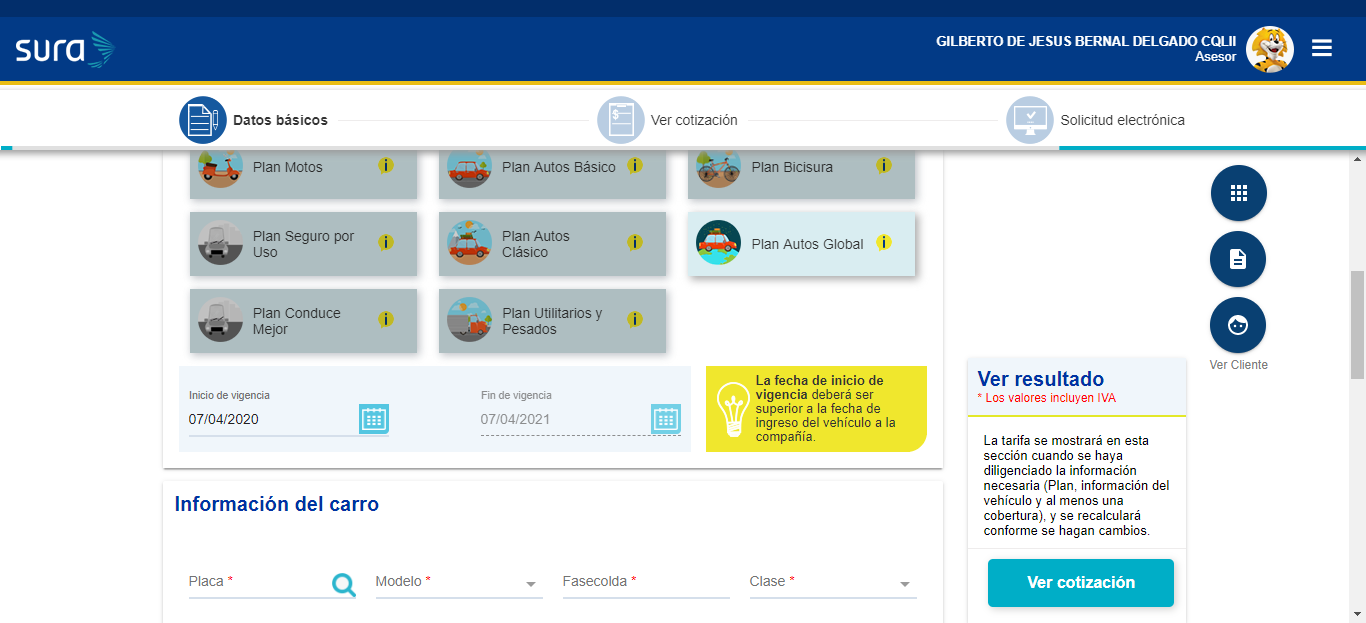 sura
GILBERTO DE JESUS BERNAL DELGADO CQLII
Asesor
Datos básicos
Ver cotización
Solicitud electrónica
Plan Motos
i
Plan Autos Básico
i
Plan Bicisura
i
Plan Seguro por
Uso
i
Plan Autos
Clásico
i
Plan Autos Global
i
Plan Conduce
Mejor
i
Plan Utilitarios y
Pesados
i
Ver Cliente
Inicio de vigencia
07/04/2020
Fin de vigencia
07/04/2021
La fecha de inicio de
vigencia deberá ser
superior a la fecha de
ingreso del vehículo a la
compañía.
Ver resultado
* Los valores incluyen IVA
La tarifa se mostrará en esta
sección cuando se haya
diligenciado la información
necesaria (Plan, información del
vehículo y al menos una
cobertura), y se recalculará
conforme se hagan cambios.
Ver cotización
Información del carro
Placa *
Modelo *
Fasecolda *
Clase *